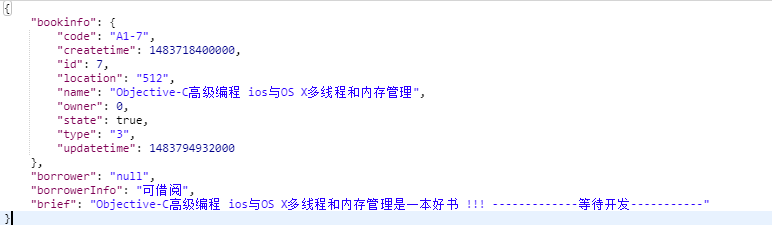 {
    "bookinfo": {
        "code": "A1-7",
        "createtime": 1483718400000,
        "id": 7,
        "location": "512",
        "name": "Objective-C高级编程 ios与OS X多线程和内存管理",
        "owner": 0,
        "state": true,
        "type": "3",
        "updatetime": 1483794932000
    },
    "borrower": "null",
    "borrowerInfo": "可借阅",
    "brief": "Objective-C高级编程 ios与OS X多线程和内存管理是一本好书 !!! -------------等待开发-----------"
}